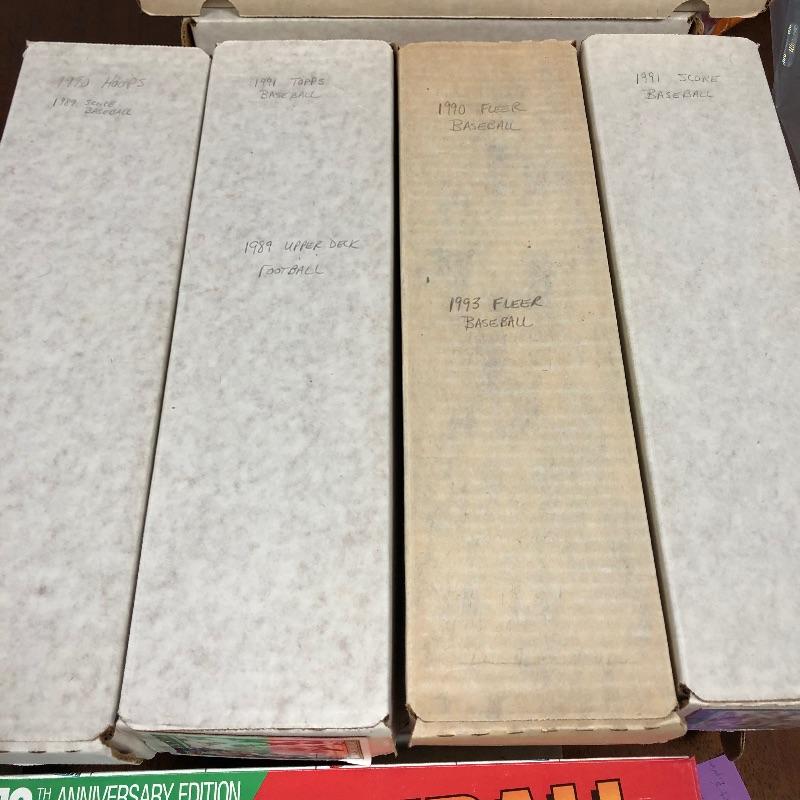 1990 HOOPS
1989 SCORE
BASEBALL
1991 TOPPS
BASEBALL
1989 UPPER DECK
FOOTBALL
1990 FLEER
BASEBALL
1993 FLEER
BASEBALL
1991 SCORE
BASEBALL
TH ANNIVERSARY EDITION